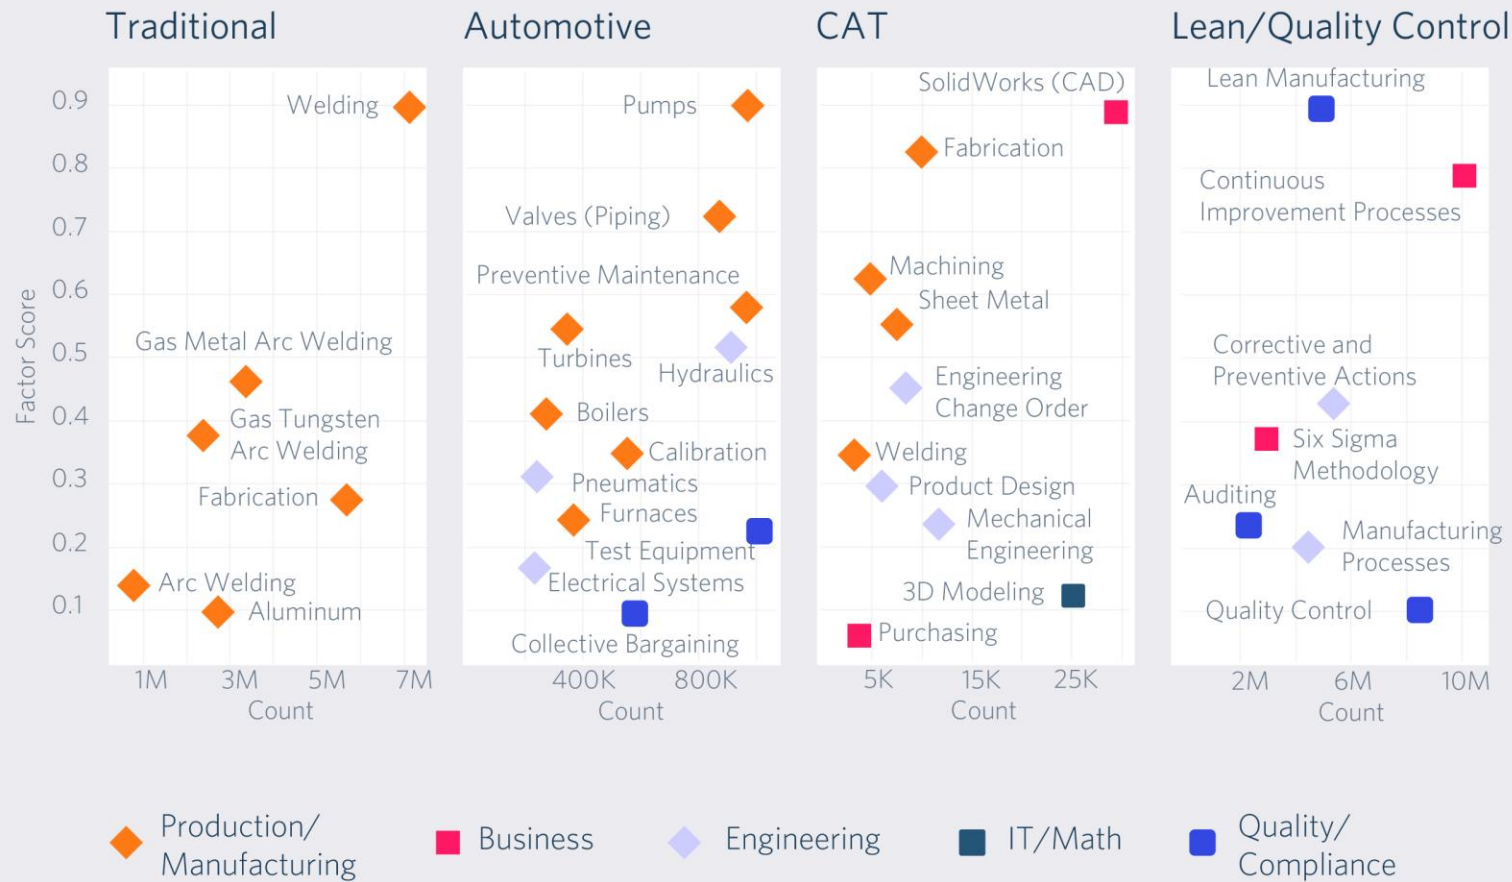 Traditional
Automotive
CAT
Lean/Quality Control
Factor Score
0.9
0.8
0.7
0.6
0.5
0.4
0.3
0.2
0.1
Welding
Gas Metal Arc Welding
Gas Tungsten
Arc Welding
Fabrication
Arc Welding
Aluminum
1M
3M
5M
7M
Count
Pumps
Valves (Piping)
Preventive Maintenance
Turbines
Hydraulics
Boilers
Calibration
Pneumatics
Furnaces
Test Equipment
Electrical Systems
Collective Bargaining
400K
800K
Count
SolidWorks (CAD)
Fabrication
Machining
Sheet Metal
Engineering
Change Order
Welding
Product Design
Mechanical
Engineering
3D Modeling
Purchasing
5K
15K
25K
Count
Lean Manufacturing
Continuous
Improvement Processes
Corrective and
Preventive Actions
Six Sigma
Methodology
Auditing
Manufacturing
Processes
Quality Control
2M
6M
10M
Count
Production/
Manufacturing
Business
Engineering
IT/Math
Quality/
Compliance